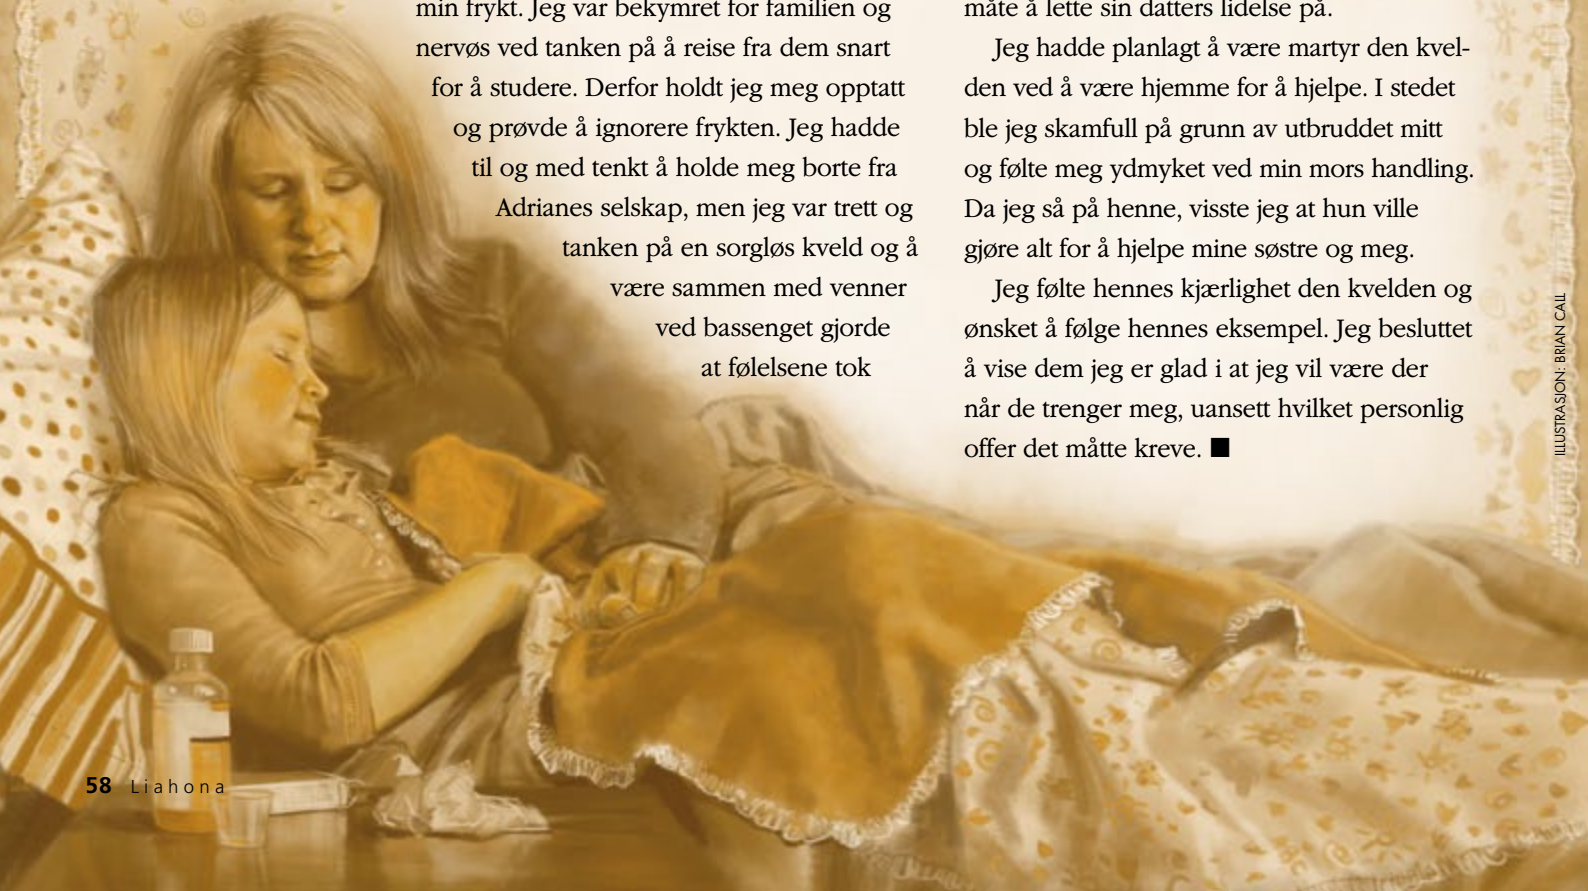 min frykt. Jeg var bekymret for familien og
nervøs ved tanken på å reise fra dem snart
for å studere. Derfor holdt jeg meg opptatt
og prøvde å ignorere frykten. Jeg hadde
til og med tenkt å holde meg borte fra
Adrianes selskap, men jeg var trett og
tanken på en sorgløs kveld og å
være sammen med venner
ved bassenget gjorde
at følelsene tok
måte å lette sin datters lidelse på.
Jeg hadde planlagt å være martyr den kvel-
den ved å være hjemme for å hjelpe. I stedet
ble jeg skamfull på grunn av utbruddet mitt
og følte meg ydmyket ved min mors handling.
Da jeg så på henne, visste jeg at hun ville
gjøre alt for å hjelpe mine søstre og meg.
Jeg følte hennes kjærlighet den kvelden og
ønsket å følge hennes eksempel. Jeg besluttet
å vise dem jeg er glad i at jeg vil være der
når de trenger meg, uansett hvilket personlig
offer det måtte kreve. ■
ILLUSTRASJON: BRIAN CALL
58 Liahona